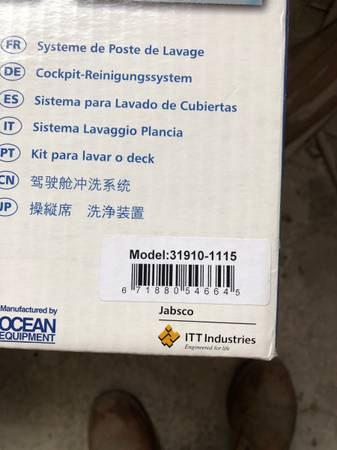 FR Systeme de Poste de Lavage
DE Cockpit-Reinigungssystem
ES Sistema para Lavado de Cubiertas
IT Sistema Lavaggio Plancia
PT Kit para lavar o deck
CN 驾驶舱冲洗系统
JP 操縦席 洗浄装置
Model:31910-1115
6 71880 54664 5
Manufactured by
OCEAN
EQUIPMENT
Jabsco
ITT Industries
Engineered for life